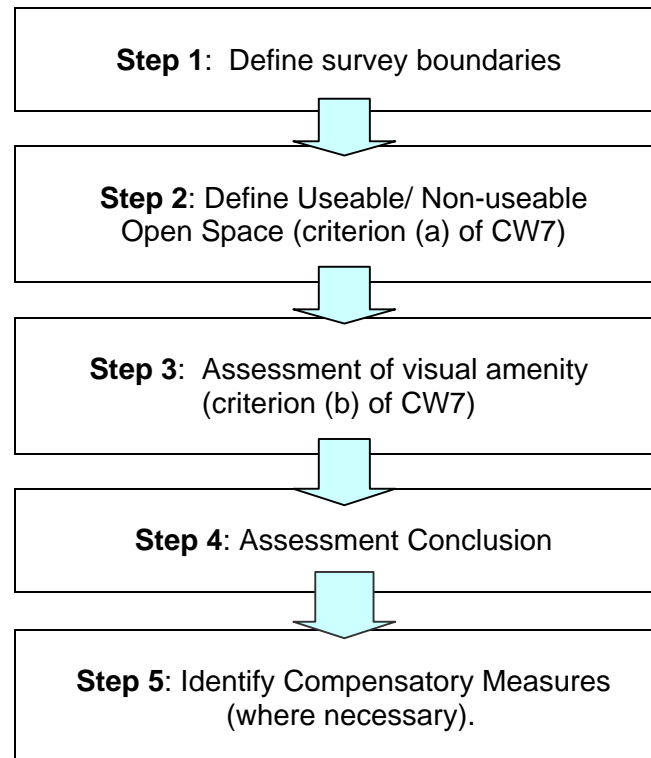 Step 1: Define survey boundaries
Step 2: Define Useable/ Non-useable
Open Space (criterion (a) of CW7)
Step 3: Assessment of visual amenity
(criterion (b) of CW7)
Step 4: Assessment Conclusion
Step 5: Identify Compensatory Measures
(where necessary).